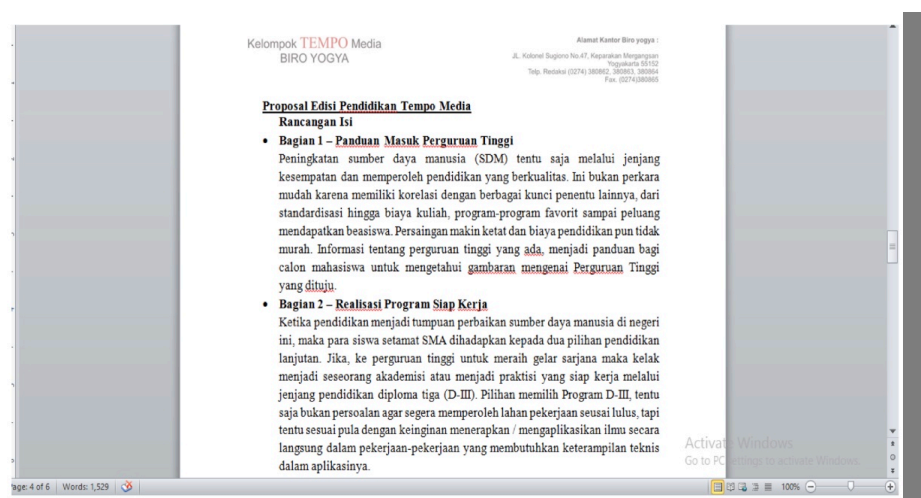 Kelompok TEMPO Media
BIRO YOGYA
Alamat Kantor Biro yogya :
JL. Kolonel Sugiono No.47, Keparakan Mergangsan
Yogyakarta 55152
Telp. Redaksi (0274) 380862, 380863, 380864
Fax. (0274)380865
Proposal Edisi Pendidikan Tempo Media
Rancangan Isi
• Bagian 1 – Panduan Masuk Perguruan Tinggi
Peningkatan sumber daya manusia (SDM) tentu saja melalui jenjang
kesempatan dan memperoleh pendidikan yang berkualitas. Ini bukan perkara
mudah karena memiliki korelasi dengan berbagai kunci penentu lainnya, dari
standardisasi hingga biaya kuliah, program-program favorit sampai peluang
mendapatkan beasiswa. Persaingan makin ketat dan biaya pendidikan pun tidak
murah. Informasi tentang perguruan tinggi yang ada, menjadi panduan bagi
calon mahasiswa untuk mengetahui gambaran mengenai Perguruan Tinggi
yang dituju.
• Bagian 2 – Realisasi Program Siap Kerja
Ketika pendidikan menjadi tumpuan perbaikan sumber daya manusia di negeri
ini, maka para siswa setamat SMA dihadapkan kepada dua pilihan pendidikan
lanjutan. Jika, ke perguruan tinggi untuk meraih gelar sarjana maka kelak
menjadi seseorang akademisi atau menjadi praktisi yang siap kerja melalui
jenjang pendidikan diploma tiga (D-III). Pilihan memilih Program D-III, tentu
saja bukan persoalan agar segera memperoleh lahan pekerjaan seusai lulus, tapi
tentu sesuai pula dengan keinginan menerapkan / mengaplikasikan ilmu secara
langsung dalam pekerjaan-pekerjaan yang membutuhkan keterampilan teknis
dalam aplikasinya.
Activate Windows
Go to PC settings to activate Windows.
age: 4 of 6 Words: 1,529
100%